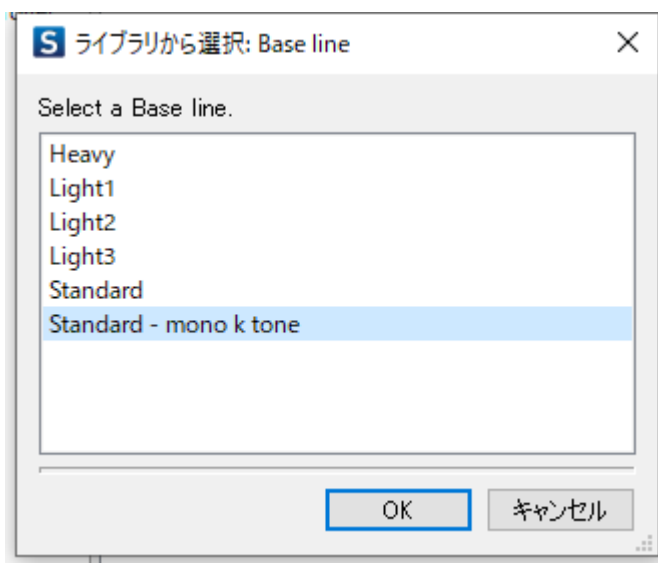 S ライブラリから選択: Base line
Select a Base line.
Heavy
Light1
Light2
Light3
Standard
Standard - mono k tone
OK キャンセル